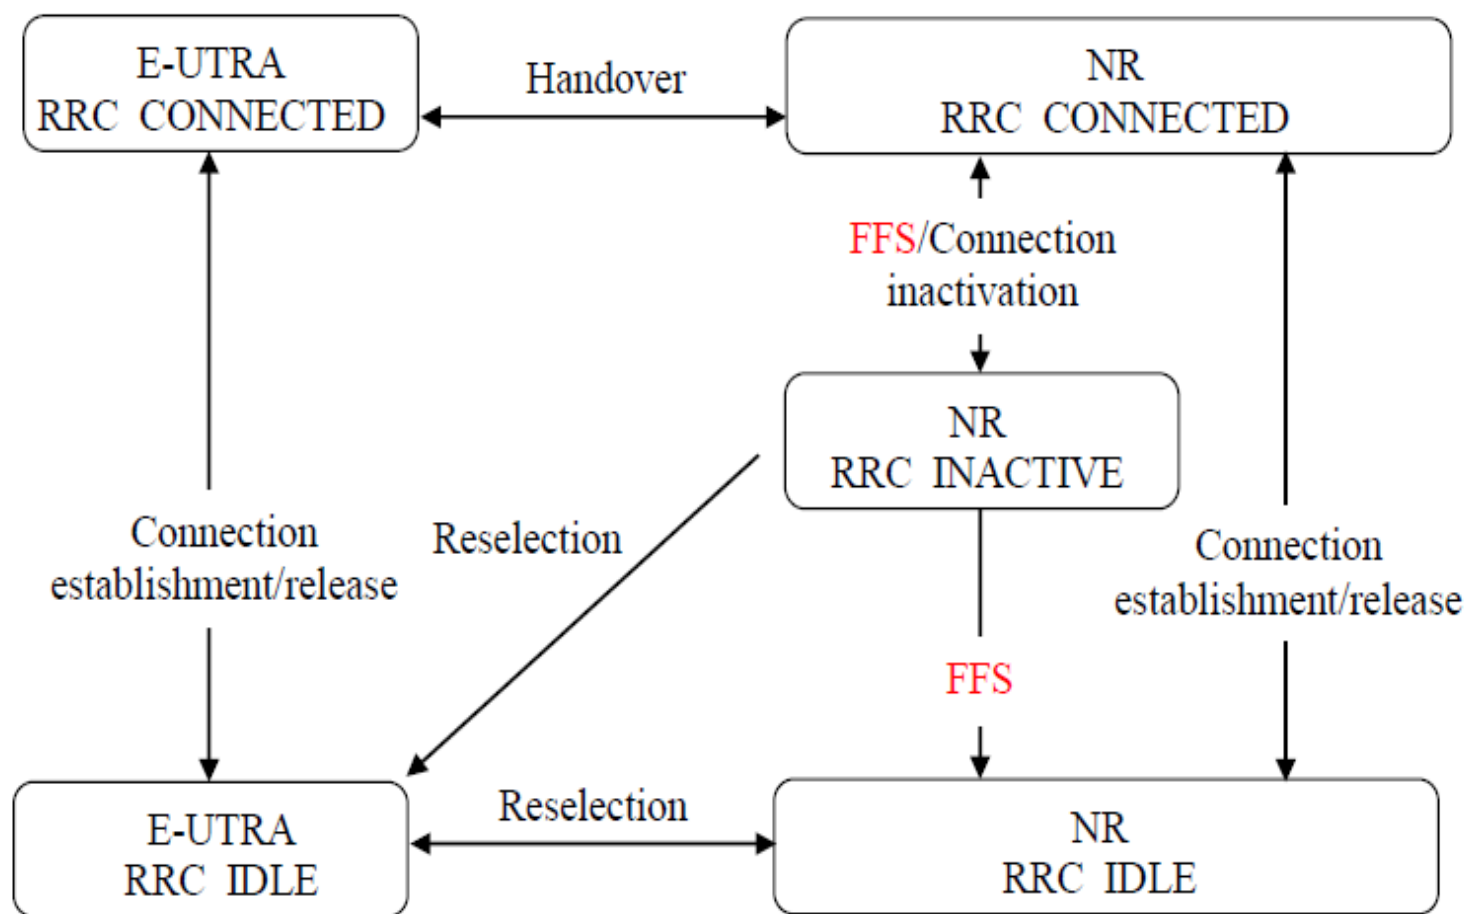 E-UTRA
RRC CONNECTED
Handover
NR
RRC CONNECTED
FFS/Connection
inactivation
NR
RRC INACTIVE
Connection
establishment/release
Reselection
Connection
establishment/release
FFS
E-UTRA
RRC IDLE
Reselection
NR
RRC IDLE